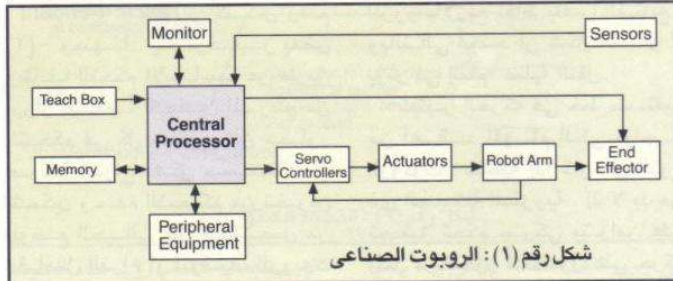 Monitor
Sensors
Teach Box
Central
Processor
Memory
Servo
Controllers
Actuators
Robot Arm
End
Effector
Peripheral
Equipment
شكل رقم (١) : الروبوت الصناعى